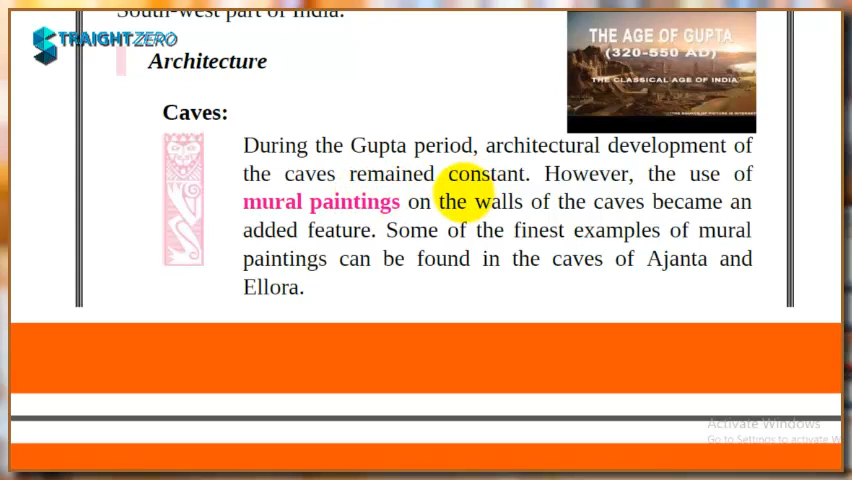 South-west part of India.
STRAIGHTZERO
THE AGE OF GUPTA
(320-550 AD)
THE CLASSICAL AGE OF INDIA
Architecture
Caves:
During the Gupta period, architectural development of
the caves remained constant. However, the use of
mural paintings on the walls of the caves became an
added feature. Some of the finest examples of mural
paintings can be found in the caves of Ajanta and
Ellora.
Activate Windows
Go to Settings to activate W